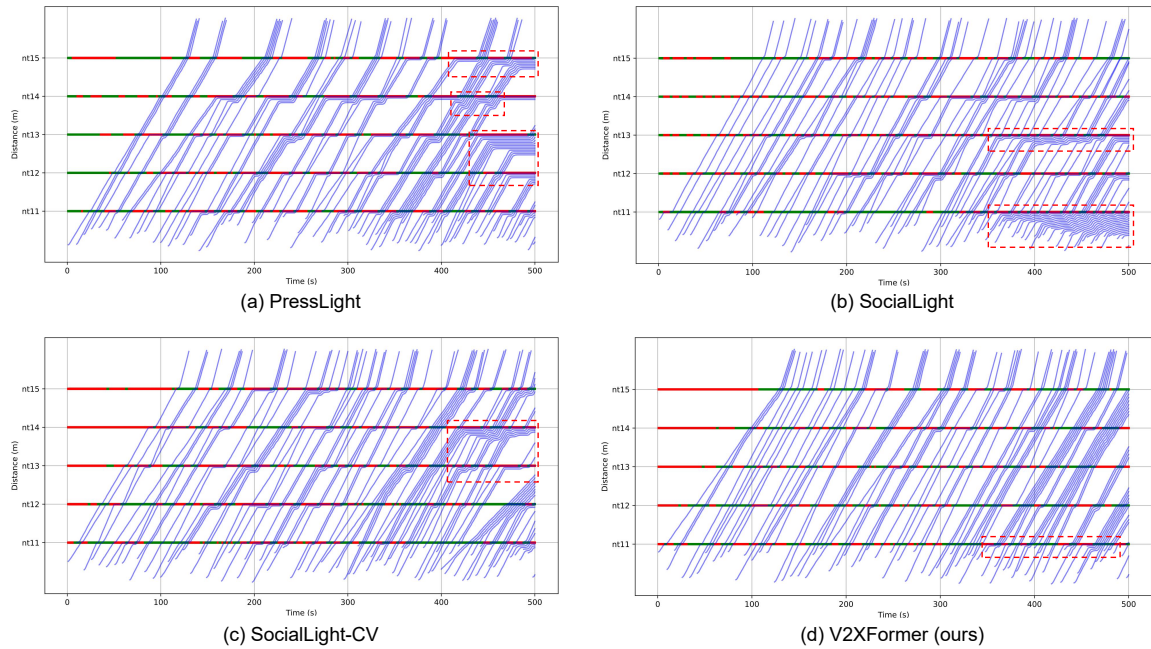 nt15
nt14
nt13
nt12
nt11
Distance (m)
0 100 200 300 400 500
Time (s)
(a) PressLight
nt15
nt14
nt13
nt12
nt11
Distance (m)
0 100 200 300 400 500
Time (s)
(b) SocialLight
nt15
nt14
nt13
nt12
nt11
Distance (m)
0 100 200 300 400 500
Time (s)
(c) SocialLight-CV
nt15
nt14
nt13
nt12
nt11
Distance (m)
0 100 200 300 400 500
Time (s)
(d) V2XFormer (ours)